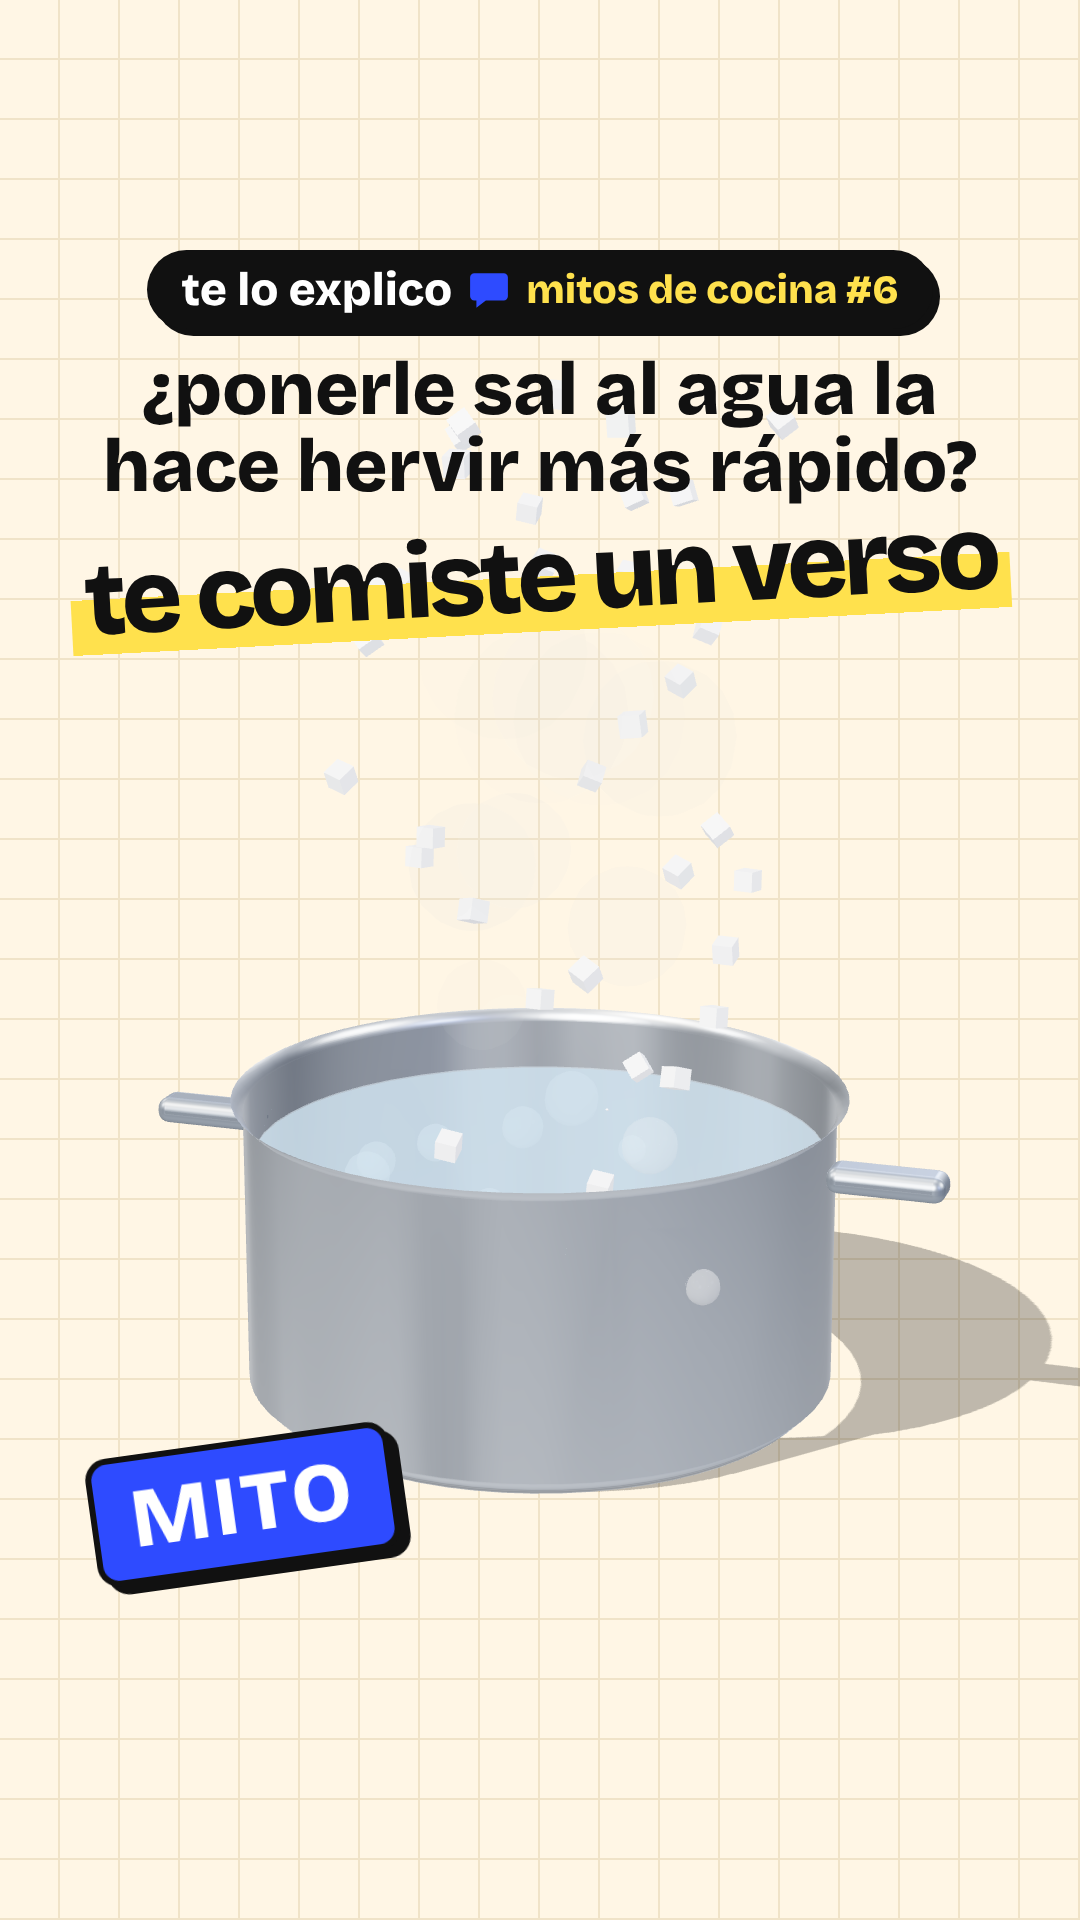 te lo explico mitos de cocina #6
¿ponerle sal al agua la
hace hervir más rápido?
te comiste un verso
MITO